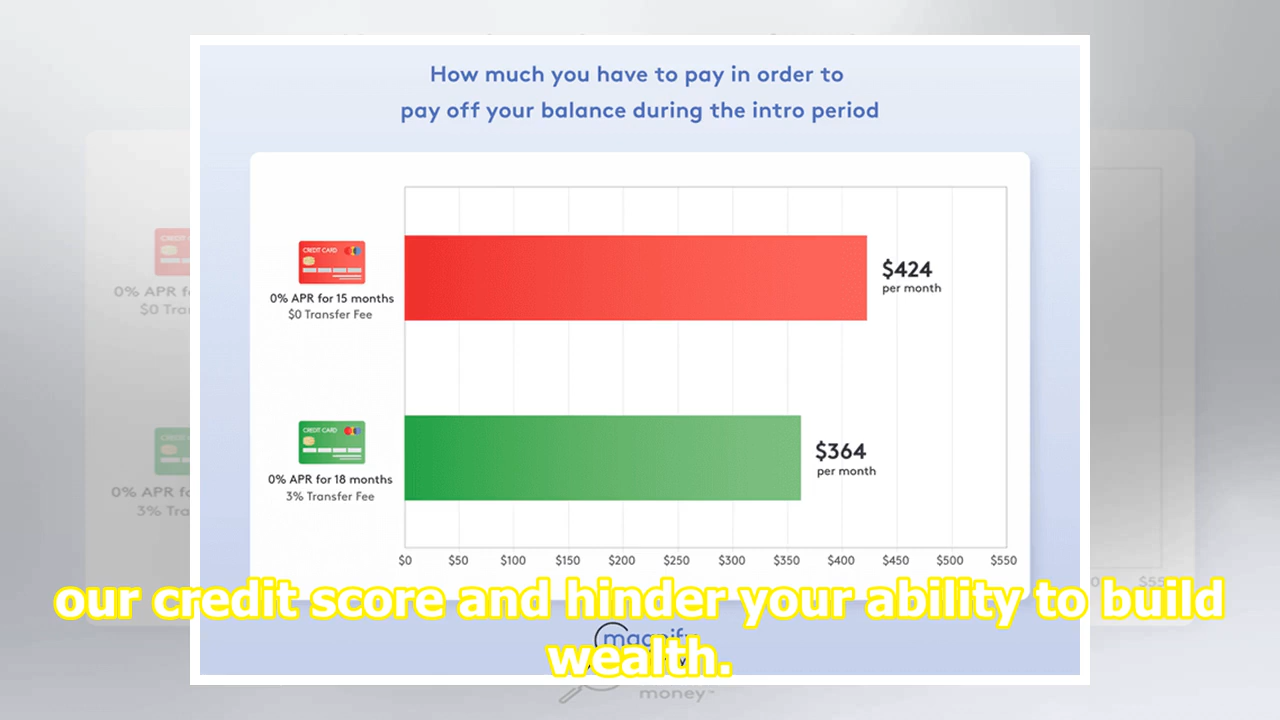 How much you have to pay in order to
pay off your balance during the intro period
CREDIT CARD
0% APR for 15 months
$0 Transfer Fee
$424
per month
CREDIT CARD
0% APR for 18 months
3% Transfer Fee
$364
per month
$0 $50 $100 $150 $200 $250 $300 $350 $400 $450 $500 $550
our credit score and hinder your ability to build
wealth.
magnify
money